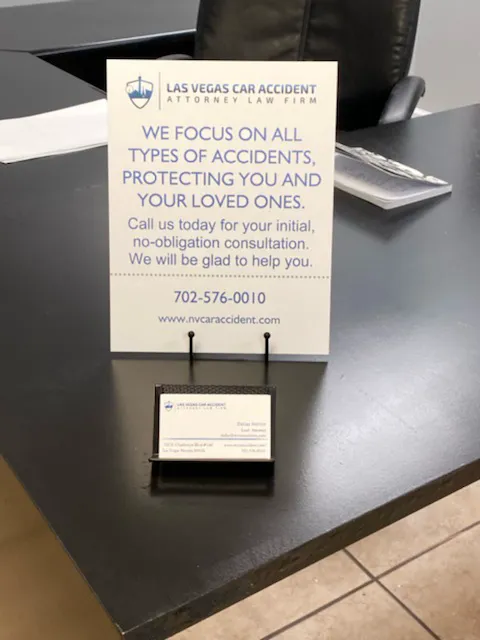 LAS VEGAS CAR ACCIDENT
ATTORNEY LAW FIRM
WE FOCUS ON ALL
TYPES OF ACCIDENTS,
PROTECTING YOU AND
YOUR LOVED ONES.
Call us today for your initial,
no-obligation consultation.
We will be glad to help you.
702-576-0010
www.nvcaraccident.com
LAS VEGAS CAR ACCIDENT
ATTORNEY LAW FIRM